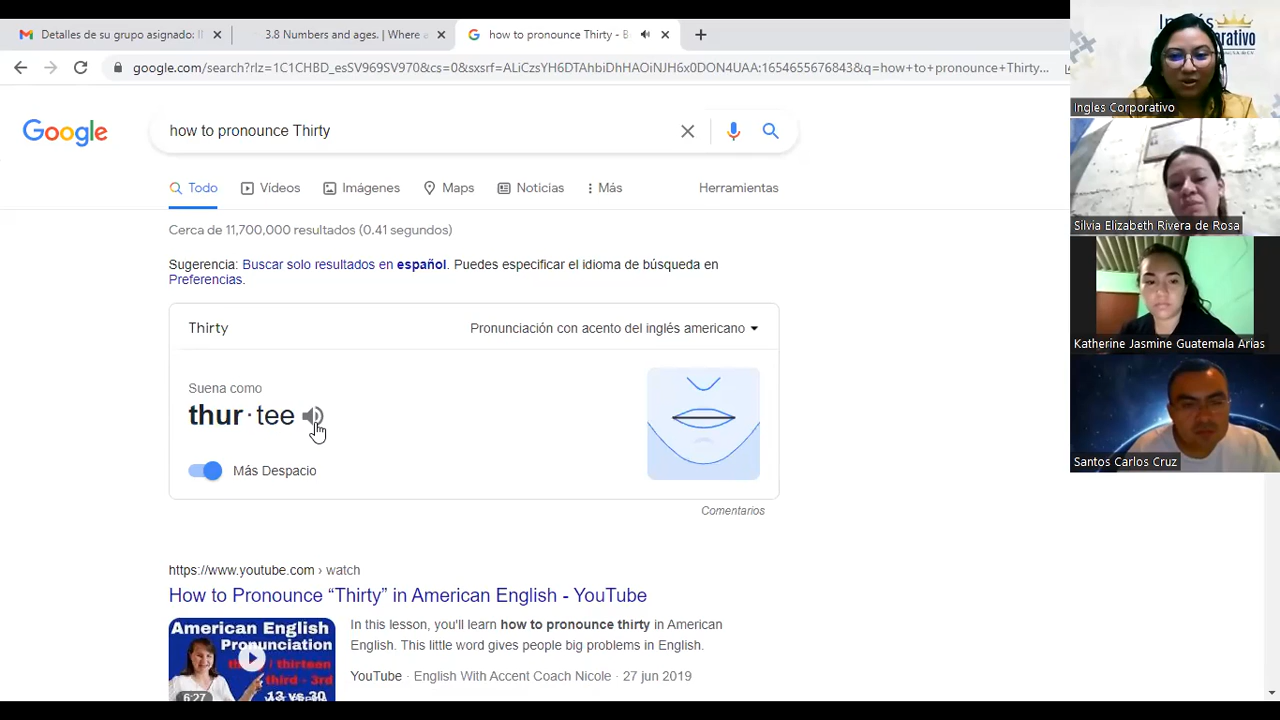 Detalles de su grupo asignado: I
3.8 Numbers and ages. | Where
how to pronounce Thirty - B
google.com/search?rlz=1C1CHBD_esSV969SV970&cs=0&sxsrf=ALiCzsYr6DTAhbiDhHAOiNJH6x0DON4UAA:1654655676843&q=how+to+pronounce+Thirty...
Google
how to pronounce Thirty
Todo
Vídeos
Imágenes
Maps
Noticias
Más
Herramientas
Cerca de 11,700,000 resultados (0.41 segundos)
Sugerencia: Buscar solo resultados en español. Puedes especificar el idioma de búsqueda en
Preferencias.
Thirty
Pronunciación con acento del inglés americano
Suena como
thur·tee
Más Despacio
Comentarios
https://www.youtube.com › watch
How to Pronounce “Thirty” in American English - YouTube
In this lesson, you'll learn how to pronounce thirty in American
English. This little word gives people big problems in English.
YouTube · English With Accent Coach Nicole · 27 jun 2019
American English
Pronunciation
thirteen
third - 3rd
13 vs 30
6:27
Ingles Corporativo
Silvia Elizabeth Rivera de Rosa
Katherine Jasmine Guatemala Arias
Santos Carlos Cruz